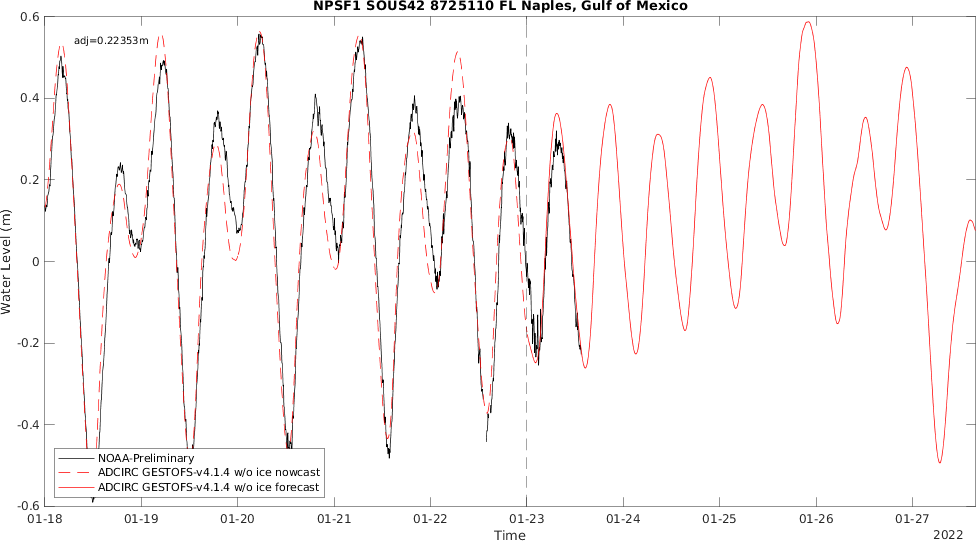 NPSF1 SOUS42 8725110 FL Naples, Gulf of Mexico
adj=0.22353m
0.6
0.4
0.2
0
-0.2
-0.4
-0.6
Water Level (m)
NOAA-Preliminary
ADCIRC GESTOFS-v4.1.4 w/o ice nowcast
ADCIRC GESTOFS-v4.1.4 w/o ice forecast
01-18 01-19 01-20 01-21 01-22 01-23 01-24 01-25 01-26 01-27
Time
2022